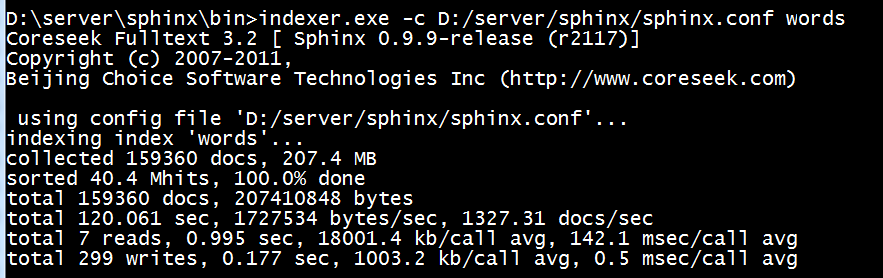 D:\server\sphinx\bin>indexer.exe -c D:/server/sphinx/sphinx.conf words
Coreseek Fulltext 3.2 [ Sphinx 0.9.9-release (r2117)]
Copyright (c) 2007-2011,
Beijing Choice Software Technologies Inc (http://www.coreseek.com)
using config file 'D:/server/sphinx/sphinx.conf'...
indexing index 'words'...
collected 159360 docs, 207.4 MB
sorted 40.4 Mhits, 100.0% done
total 159360 docs, 207410848 bytes
total 120.061 sec, 1727534 bytes/sec, 1327.31 docs/sec
total 7 reads, 0.995 sec, 18001.4 kb/call avg, 142.1 msec/call avg
total 299 writes, 0.177 sec, 1003.2 kb/call avg, 0.5 msec/call avg